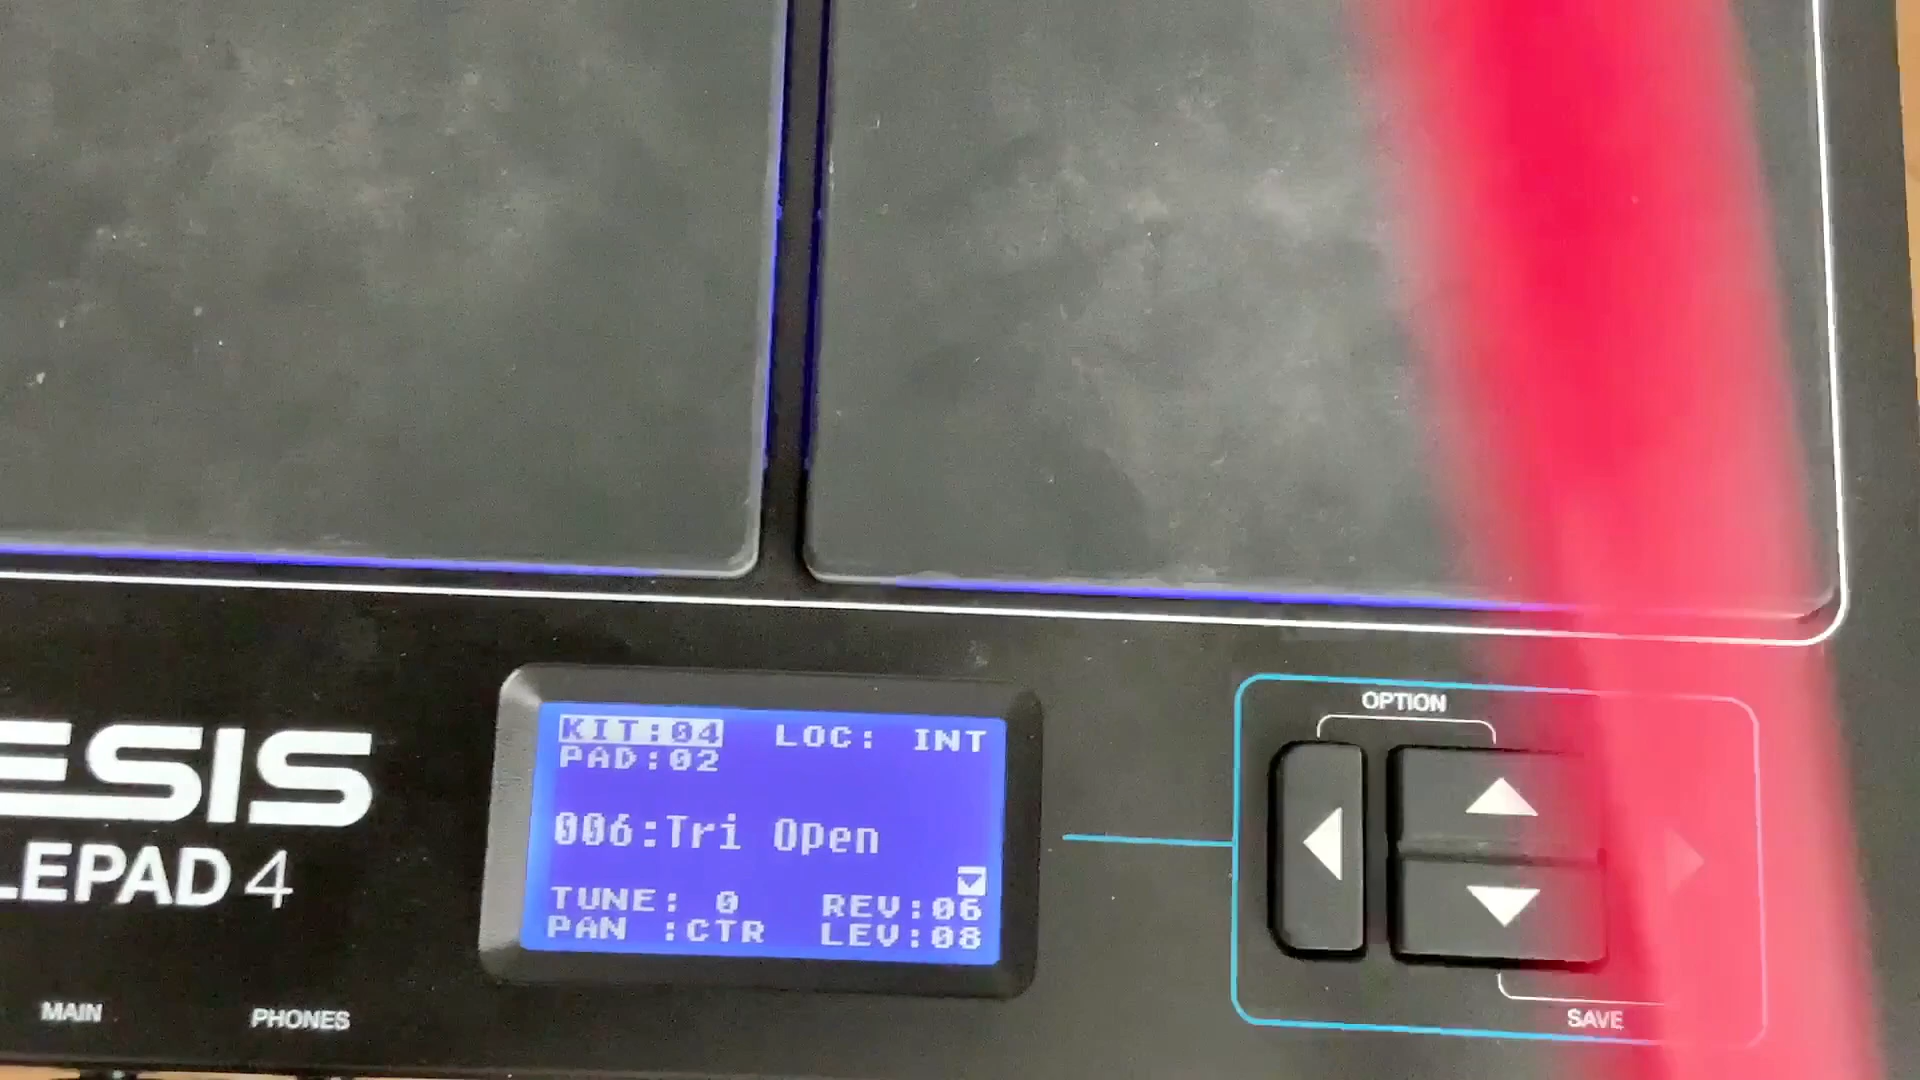 KIT:04 LOC: INT
PAD:02
006:Tri Open
TUNE: 0 REV:06
PAN :CTR LEV:08
OPTION
SAVE
ESIS
LEPAD 4
MAIN PHONES